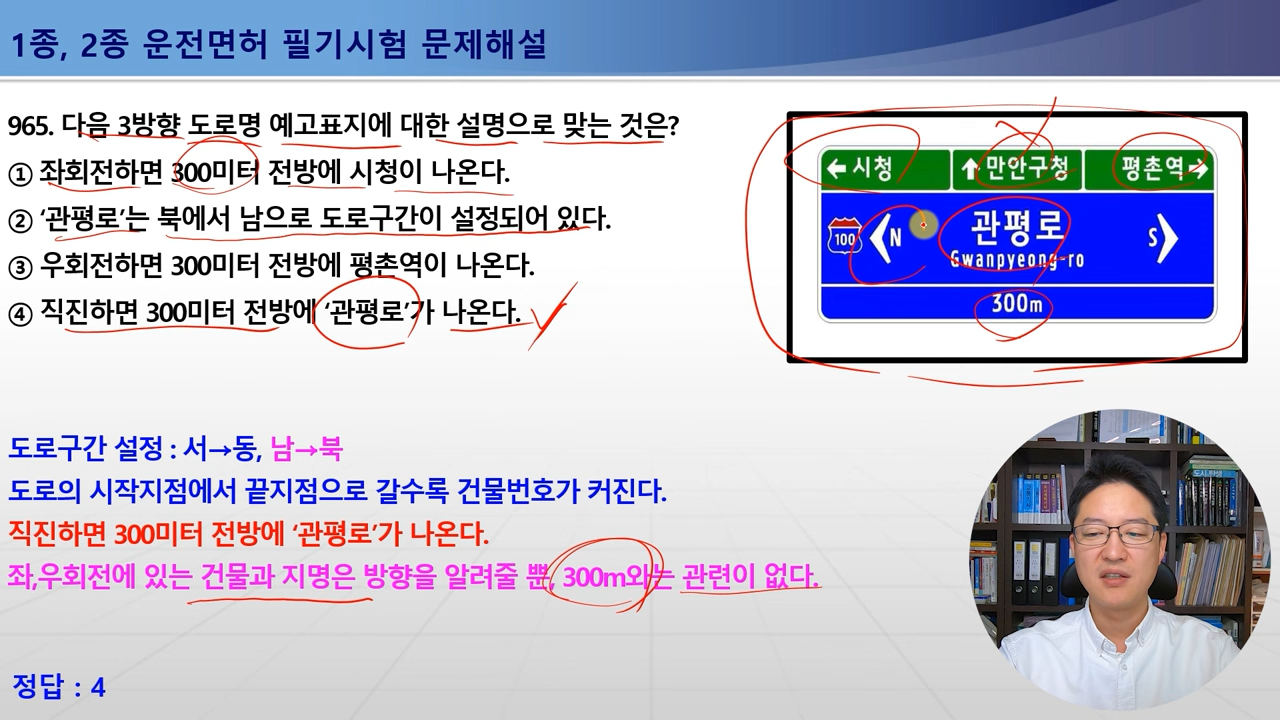 1종, 2종 운전면허 필기시험 문제해설
965. 다음 3방향 도로명 예고표지에 대한 설명으로 맞는 것은?
① 좌회전하면 300미터 전방에 시청이 나온다.
② ‘관평로’는 북에서 남으로 도로구간이 설정되어 있다.
③ 우회전하면 300미터 전방에 평촌역이 나온다.
④ 직진하면 300미터 전방에 ‘관평로’가 나온다.
← 시청
↑ 만안구청
평촌역 →
100
N
관평로
Gwanpyeong-ro
S
300m
도로구간 설정 : 서→동, 남→북
도로의 시작지점에서 끝지점으로 갈수록 건물번호가 커진다.
직진하면 300미터 전방에 ‘관평로’가 나온다.
좌,우회전에 있는 건물과 지명은 방향을 알려줄 뿐, 300m와는 관련이 없다.
정답 : 4